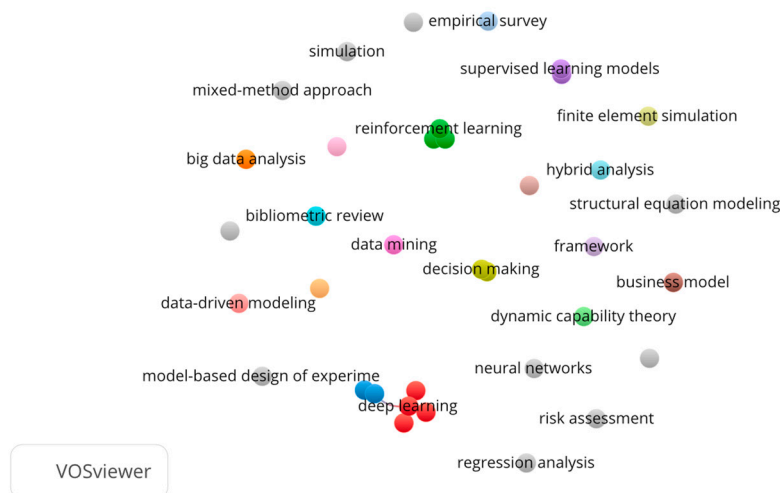 empirical survey
simulation
supervised learning models
mixed-method approach
finite element simulation
reinforcement learning
big data analysis
hybrid analysis
structural equation modeling
bibliometric review
data mining
framework
decision making
business model
data-driven modeling
dynamic capability theory
neural networks
model-based design of experime
deep learning
risk assessment
regression analysis
VOSviewer